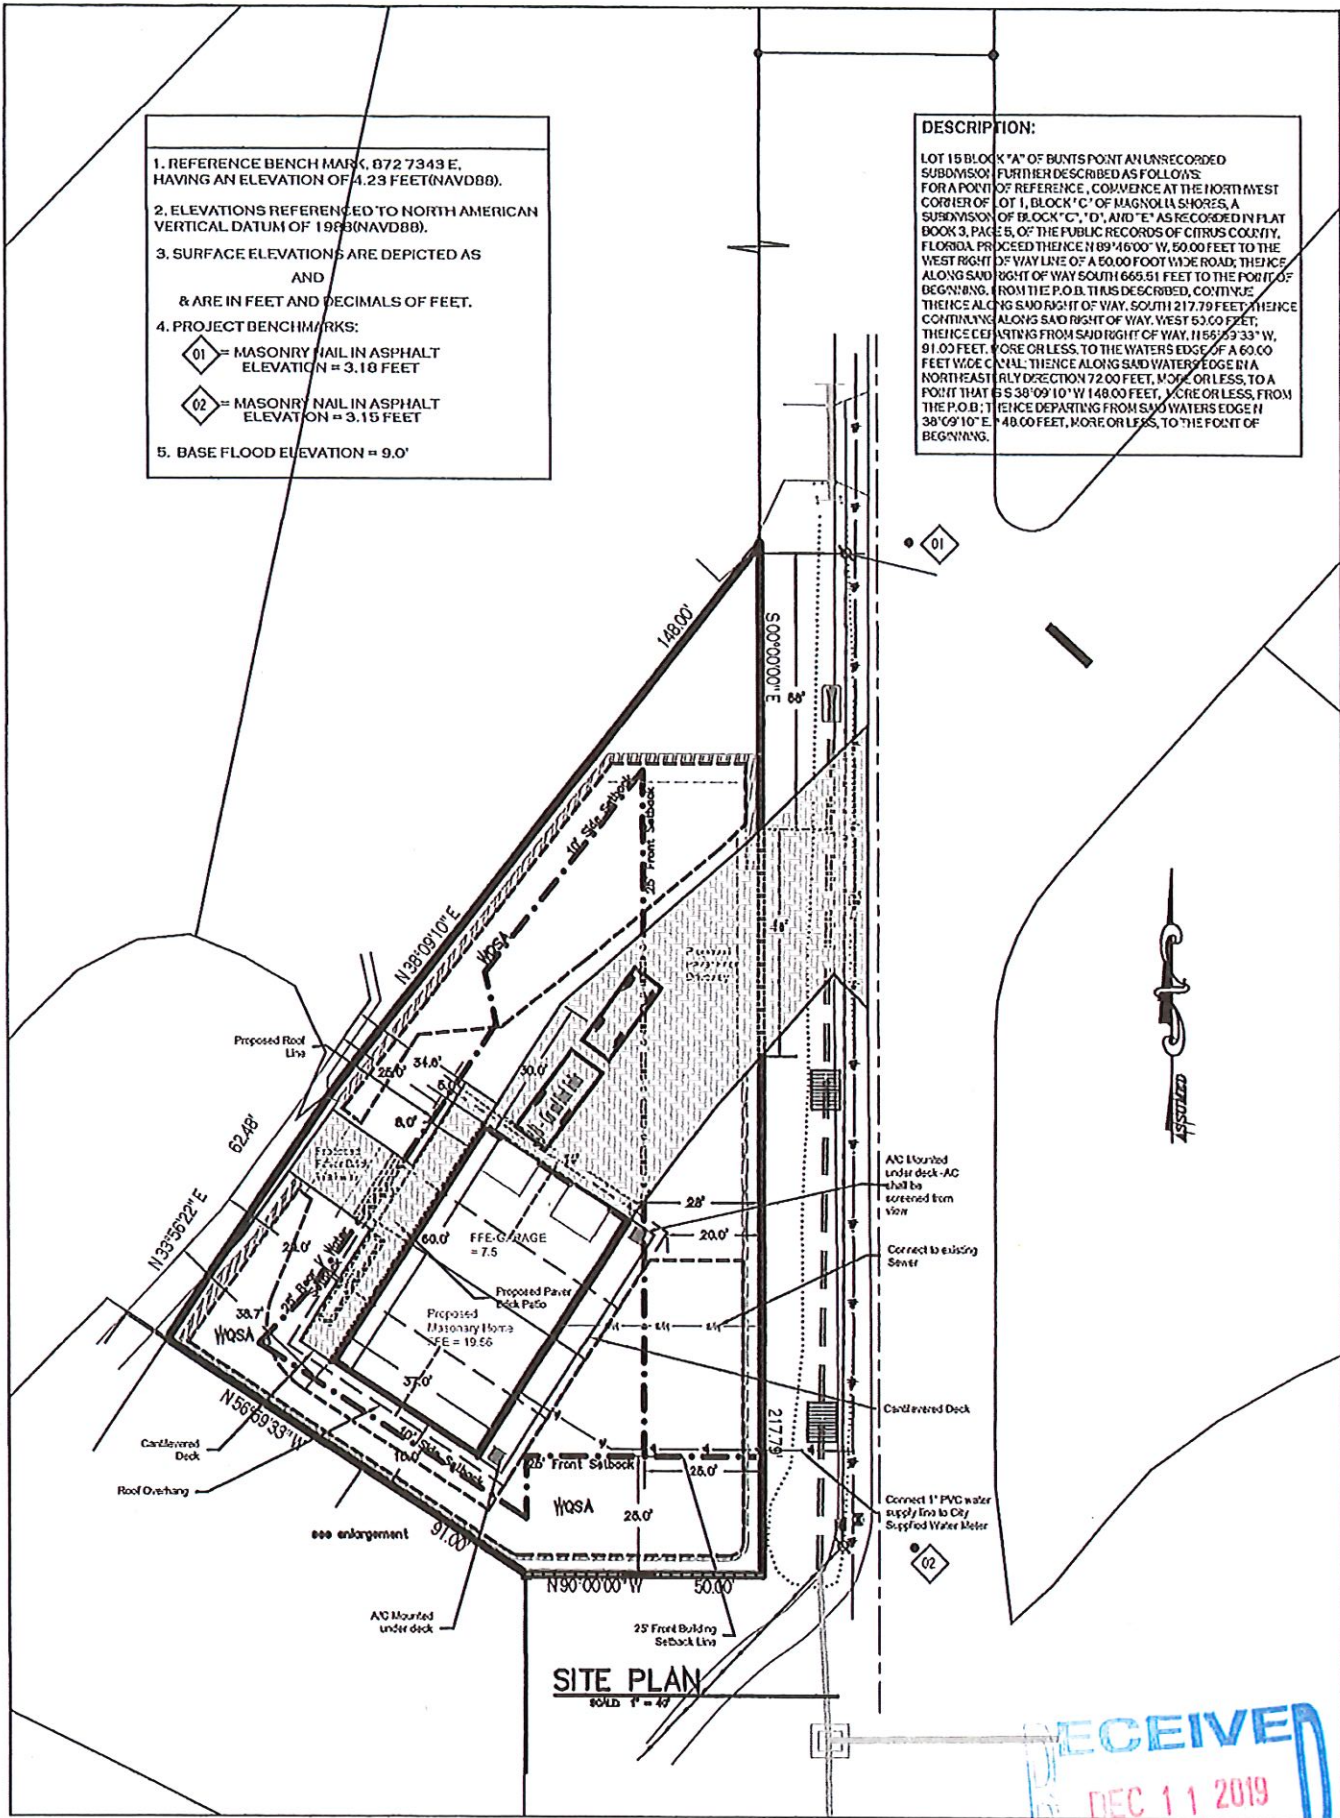 1. REFERENCE BENCH MARK, 872 7343 E,
HAVING AN ELEVATION OF 4.23 FEET(NAVD88).
2. ELEVATIONS REFERENCED TO NORTH AMERICAN
VERTICAL DATUM OF 1988(NAVD88).
3. SURFACE ELEVATIONS ARE DEPICTED AS
AND
& ARE IN FEET AND DECIMALS OF FEET.
4. PROJECT BENCHMARKS:
01 = MASONRY NAIL IN ASPHALT
ELEVATION = 3.18 FEET
02 = MASONRY NAIL IN ASPHALT
ELEVATION = 3.15 FEET
5. BASE FLOOD ELEVATION = 9.0'
DESCRIPTION:
LOT 15 BLOCK "A" OF BUNTS POINT AN UNRECORDED
SUBDIVISION FURTHER DESCRIBED AS FOLLOWS:
FOR A POINT OF REFERENCE, COMMENCE AT THE NORTHWEST
CORNER OF LOT 1, BLOCK "C" OF MAGNOLIA SHORES, A
SUBDIVISION OF BLOCK "C", "D", AND "E" AS RECORDED IN PLAT
BOOK 3, PAGE 5, OF THE PUBLIC RECORDS OF CITRUS COUNTY,
FLORIDA. PROCEED THENCE N 89°46'00" W, 50.00 FEET TO THE
WEST RIGHT OF WAY LINE OF A 50.00 FOOT WIDE ROAD; THENCE
ALONG SAID RIGHT OF WAY SOUTH 665.51 FEET TO THE POINT OF
BEGINNING. FROM THE P.O.B. THUS DESCRIBED, CONTINUE
THENCE ALONG SAID RIGHT OF WAY, SOUTH 217.79 FEET; THENCE
CONTINUING ALONG SAID RIGHT OF WAY, WEST 50.00 FEET;
THENCE DEPARTING FROM SAID RIGHT OF WAY, N 56°59'33" W,
91.00 FEET, MORE OR LESS, TO THE WATERS EDGE OF A 60.00
FEET WIDE CANAL; THENCE ALONG SAID WATERS EDGE IN A
NORTHEASTERLY DIRECTION 72.00 FEET, MORE OR LESS, TO A
POINT THAT IS S 38°09'10" W 148.00 FEET, MORE OR LESS, FROM
THE P.O.B.; THENCE DEPARTING FROM SAID WATERS EDGE N
38°09'10" E, 148.00 FEET, MORE OR LESS, TO THE POINT OF
BEGINNING.
01
148.00'
S 00°00'00" E
88'
10' Side Setback
25' Front Setback
N 38°09'10" E
WQSA
48'
ASSUMED
Proposed Roof
Line
34.8'
25.0'
5.0'
30.0'
8.0'
62.48'
N 33°56'22" E
A/C Mounted
under deck - AC
shall be
screened from
view
28'
20.0'
60.0'
FFE-GARAGE
= 7.5
Connect to existing
Sewer
Proposed Paver
Deck Patio
Proposed
Masonary Home
FFE = 19.56
38.7'
WQSA
37.0'
N 56°59'33" W
10' Side Setback
10.0'
217.79'
Cantilevered Deck
Cantilevered
Deck
Roof Overhang
25' Front Setback
25.0'
WQSA
25.0'
Connect 1" PVC water
supply line to City
Supplied Water Meter
see enlargement
91.00'
02
N 90°00'00" W 50.00'
A/C Mounted
under deck
25' Front Building
Setback Line
SITE PLAN
1" = 40'
RECEIVED
DEC 11 2019